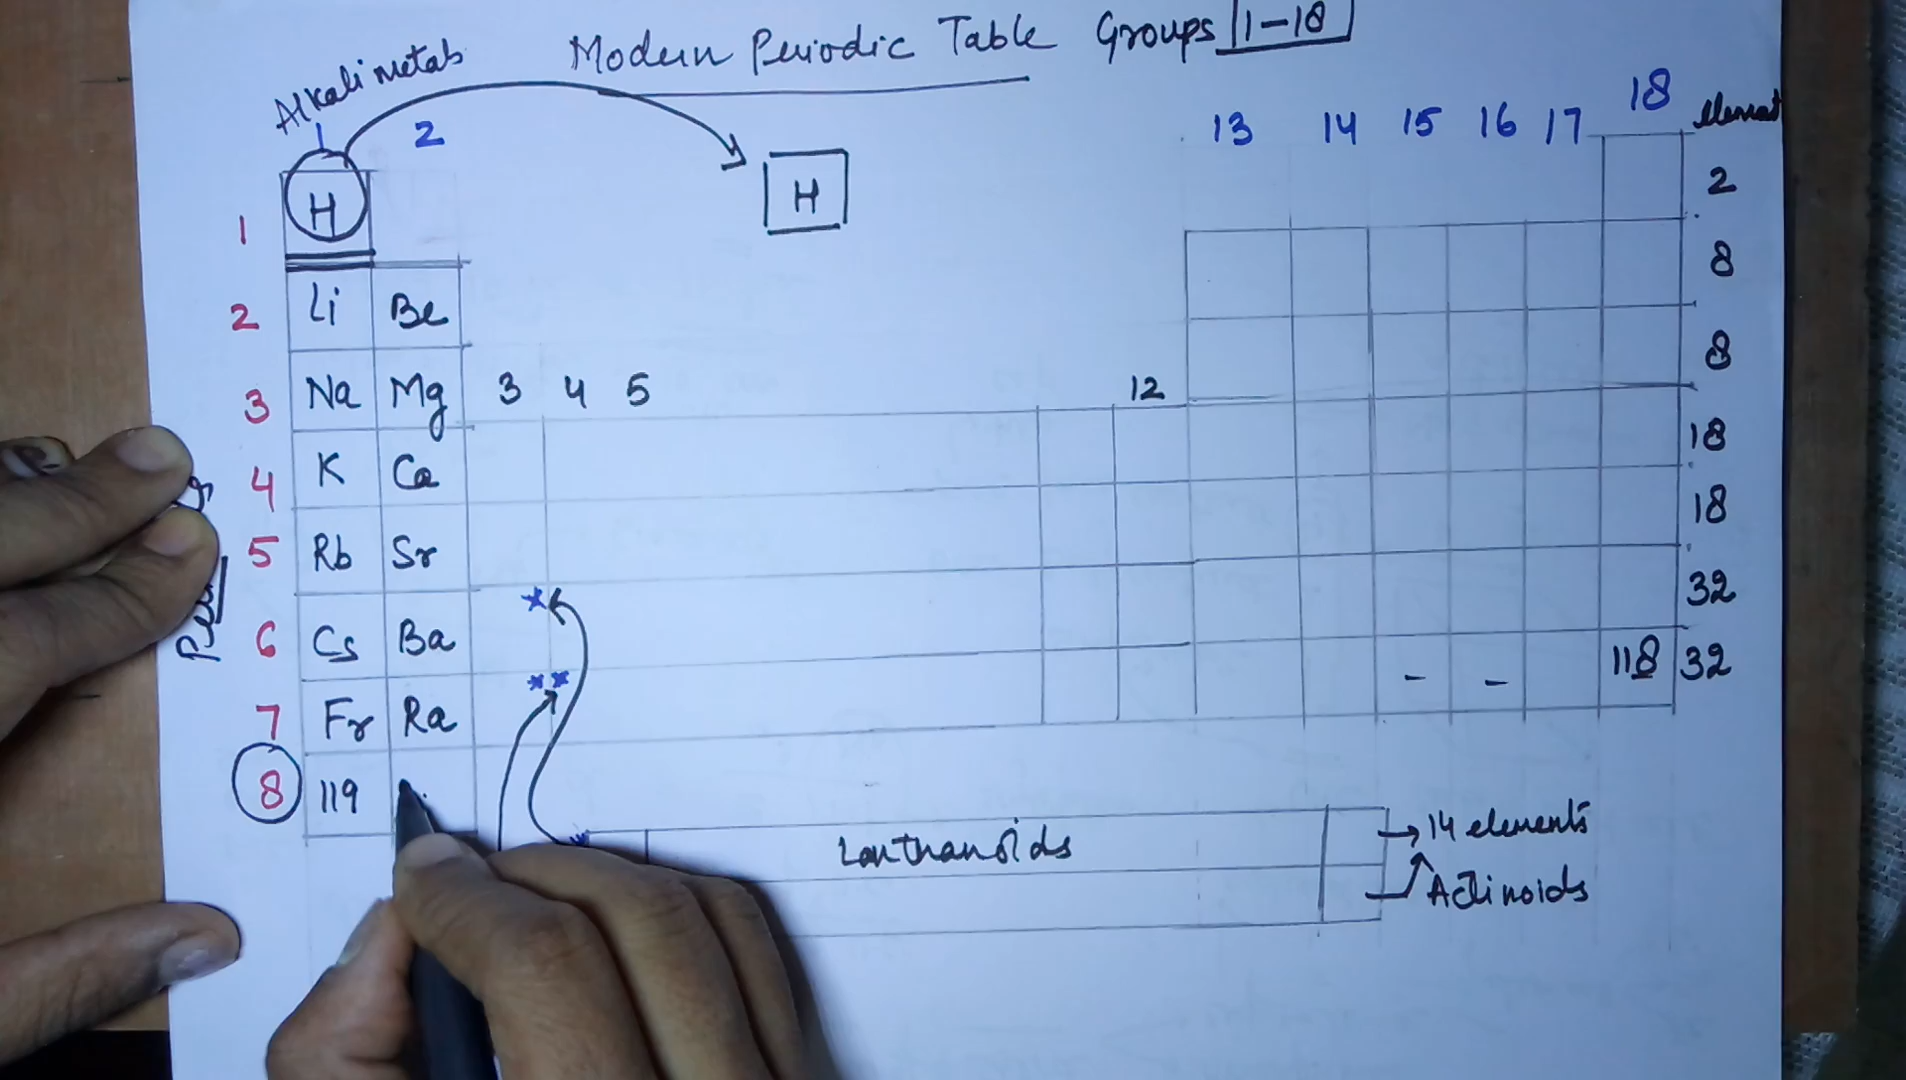 Modern Periodic Table Groups 1-18
Alkali metals
1 2 13 14 15 16 17 18
H H 2
1
8
2 Li Be
3 Na Mg 3 4 5 12 8
4 K Ca 18
5 Rb Sr 18
* 32
6 Cs Ba
** - - 118 32
7 Fr Ra
8 119
Lanthanoids → 14 elements
Actinoids